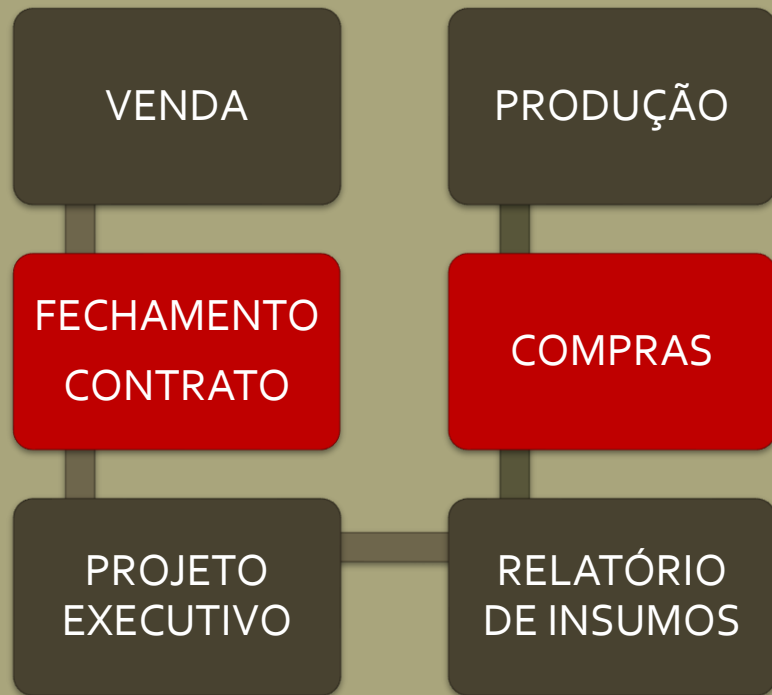 VENDA
FECHAMENTO
CONTRATO
PROJETO
EXECUTIVO
RELATÓRIO
DE INSUMOS
COMPRAS
PRODUÇÃO